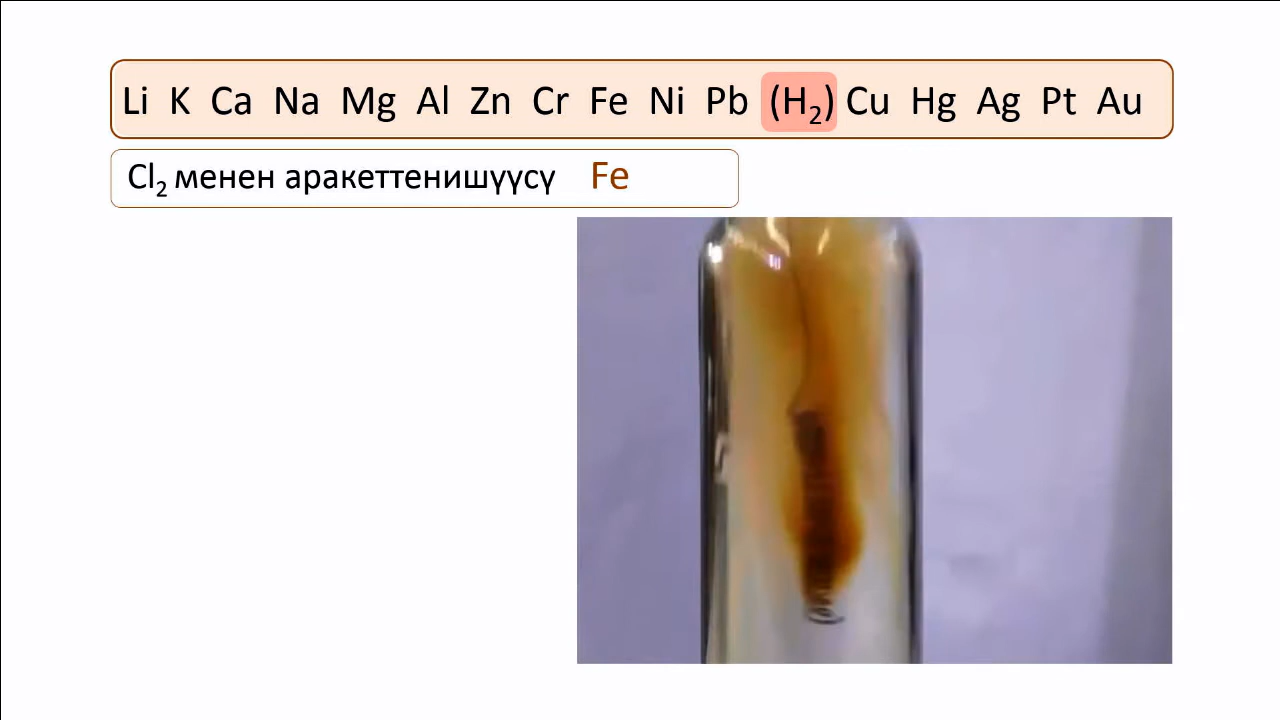 Li K Ca Na Mg Al Zn Cr Fe Ni Pb (H₂) Cu Hg Ag Pt Au
Cl₂ менен аракеттенишүүсү Fe